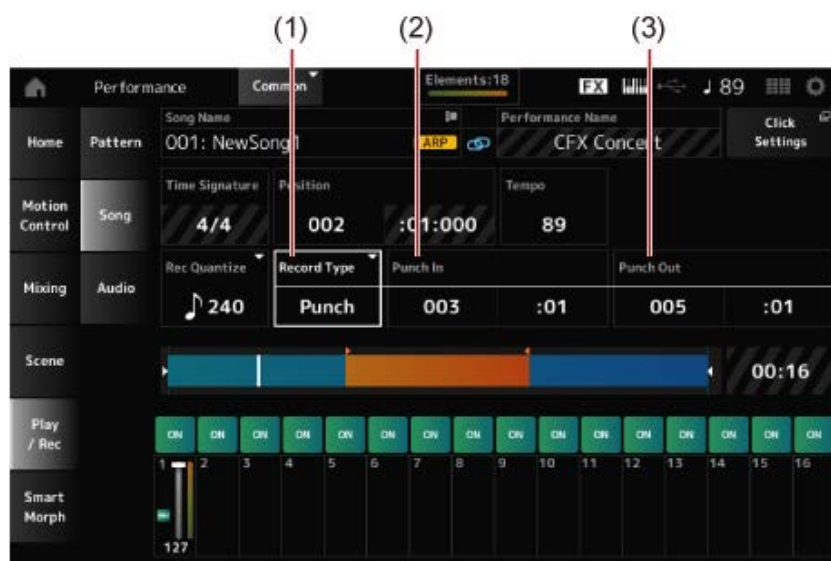 (1) (2) (3)
Performance Common Elements:18 FX 89
Song Name Performance Name Click Settings
Home Pattern 001: NewSong1 ARP CFX Concert
Time Signature Position Tempo
Motion Control Song 4/4 002 :01:000 89
Rec Quantize Record Type Punch In Punch Out
Mixing Audio 240 Punch 003 :01 005 :01
Scene 00:16
Play / Rec ON ON ON ON ON ON ON ON ON ON ON ON ON ON ON ON
1 2 3 4 5 6 7 8 9 10 11 12 13 14 15 16
Smart Morph
127